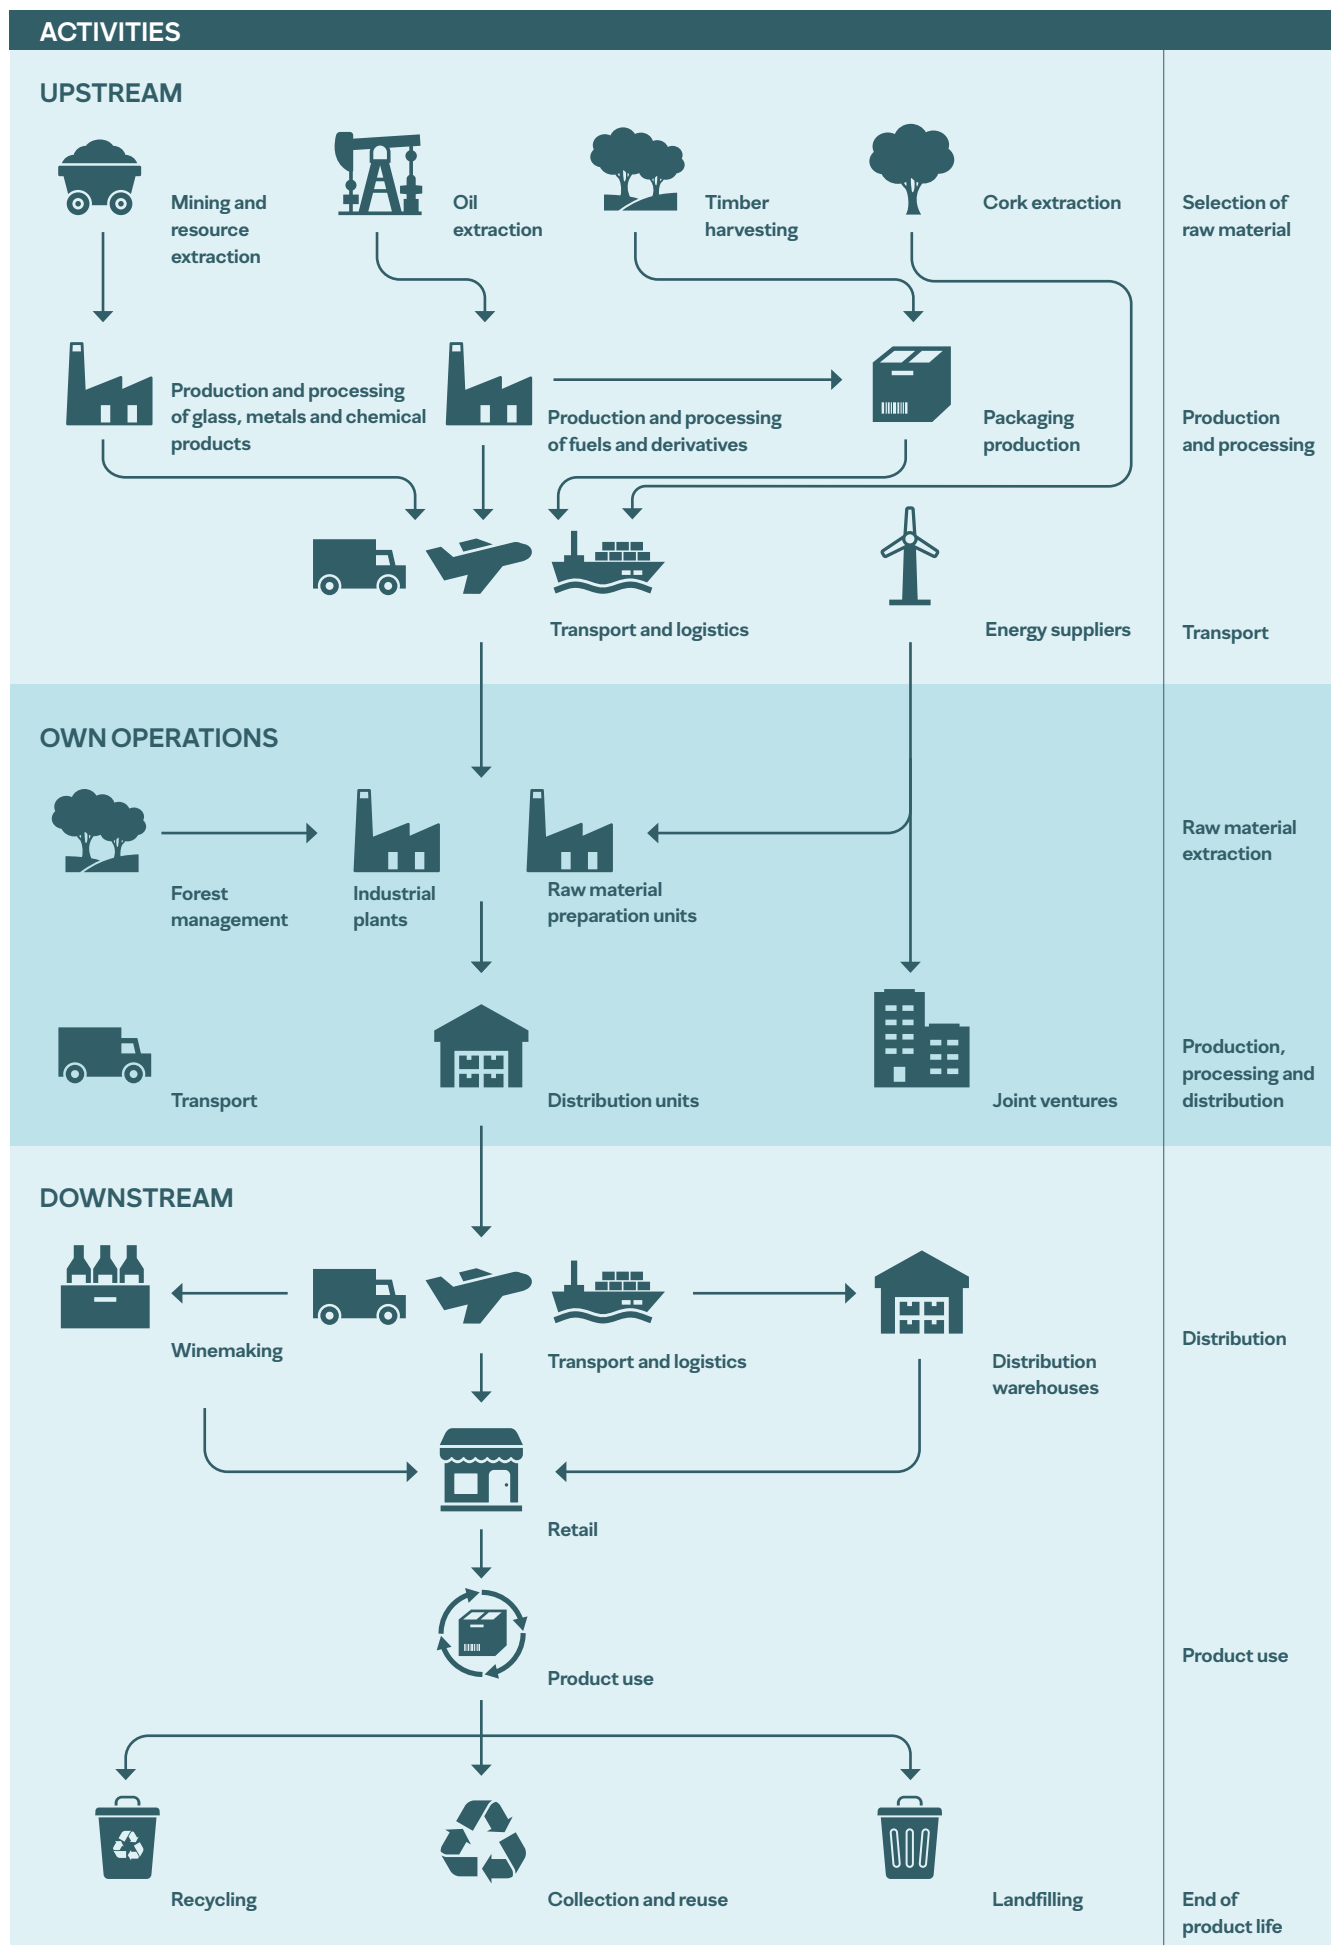 ACTIVITIES
UPSTREAM
Mining and
resource
extraction
Oil
extraction
Timber
harvesting
Cork extraction
Selection of
raw material
Production and processing
of glass, metals and chemical
products
Production and processing
of fuels and derivatives
Packaging
production
Production
and processing
Transport and logistics
Energy suppliers
Transport
OWN OPERATIONS
Forest
management
Industrial
plants
Raw material
preparation units
Raw material
extraction
Transport
Distribution units
Joint ventures
Production,
processing and
distribution
DOWNSTREAM
Winemaking
Transport and logistics
Distribution
warehouses
Distribution
Retail
Product use
Product use
Recycling
Collection and reuse
Landfilling
End of
product life